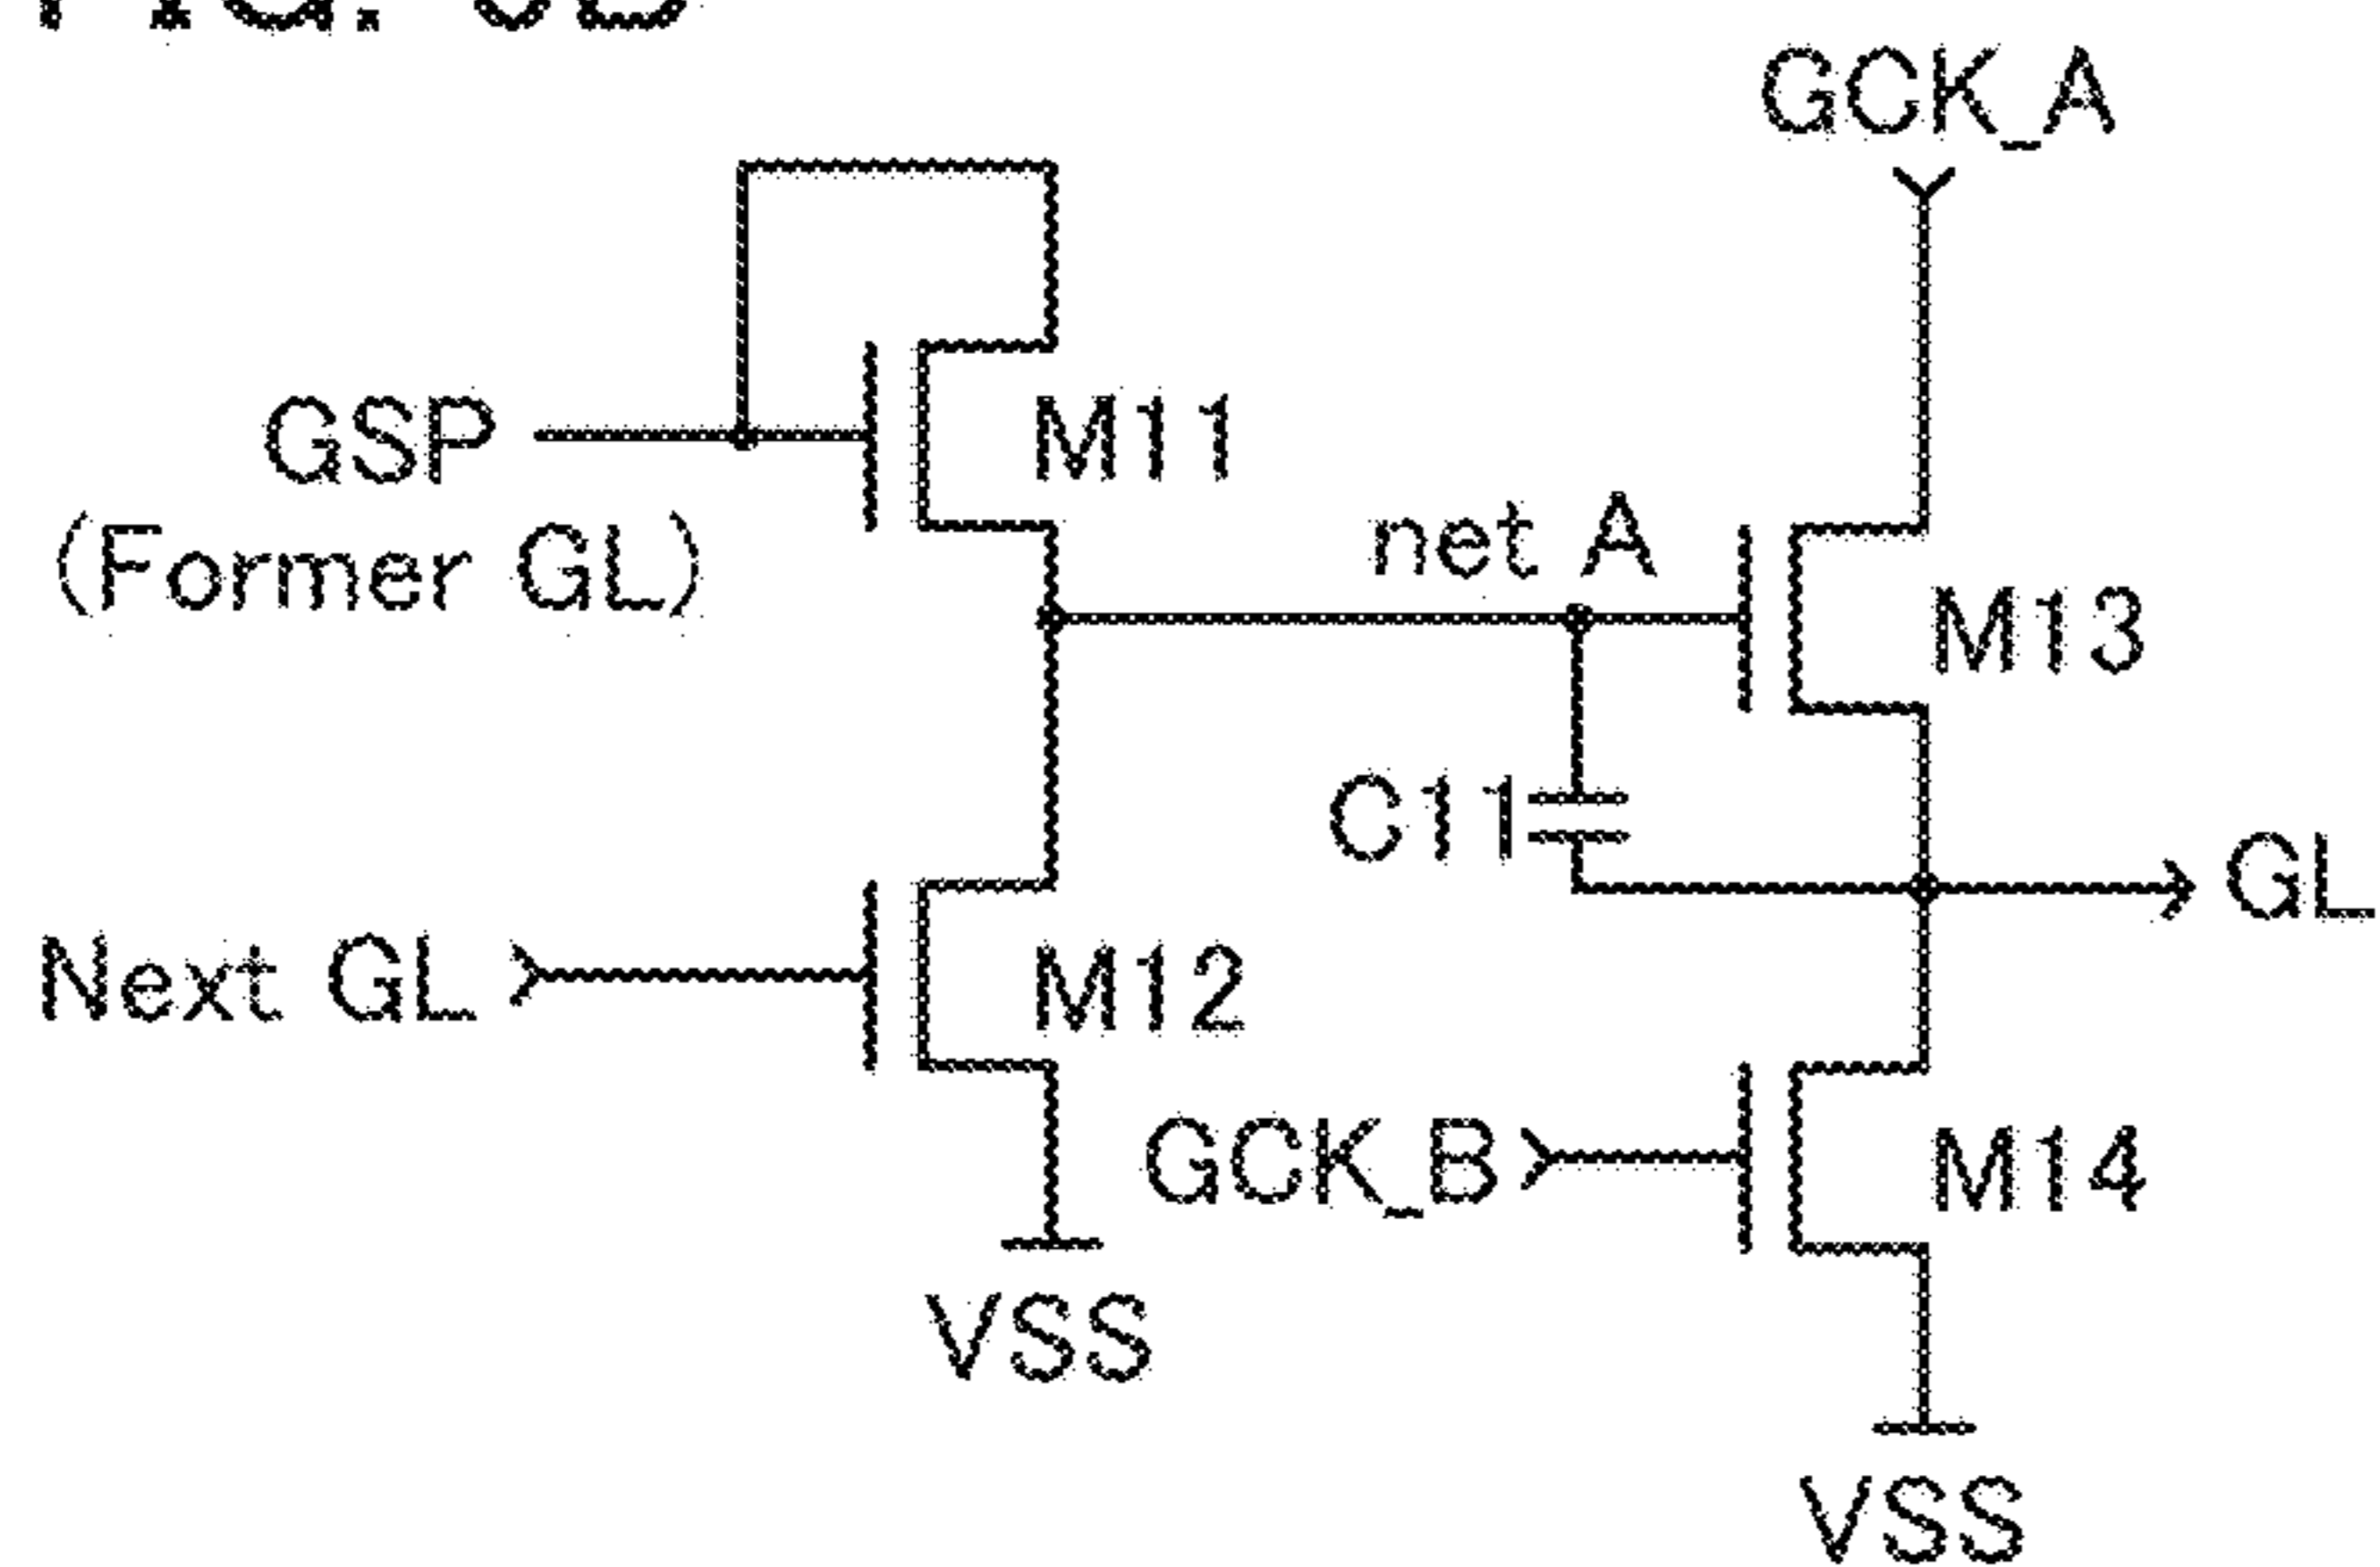 GCK_A
GSP
M11
(Former GL)
net A
M13
C11
GL
Next GL
M12
GCK_B
M14
VSS
VSS